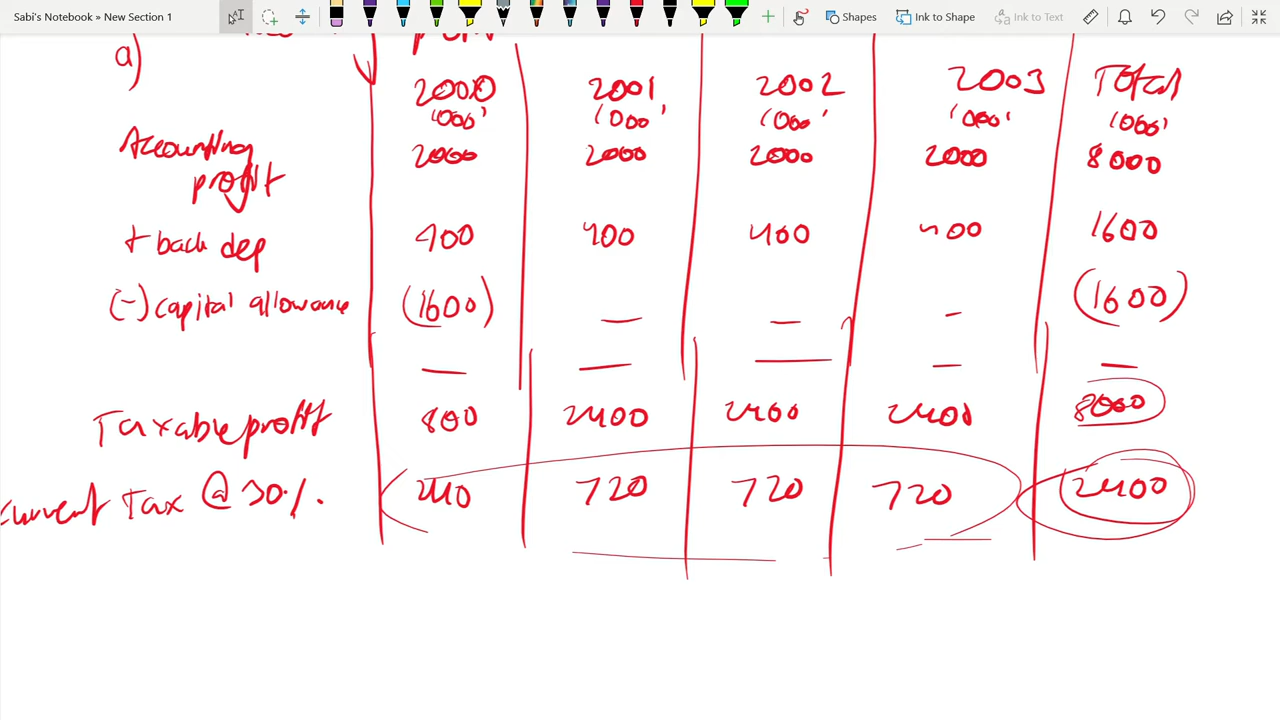 Sabi's Notebook » New Section 1
Shapes
Ink to Shape
Ink to Text
a)
2000 2001 2002 2003 Total
'000' '000' '000' '000' '000'
Accounting profit 2000 2000 2000 2000 8000
+ back dep 400 400 400 400 1600
(-) capital allowance (1600) — — — (1600)
Taxable profit 800 2400 2400 2400 8000
Current Tax @ 30%. 240 720 720 720 2400